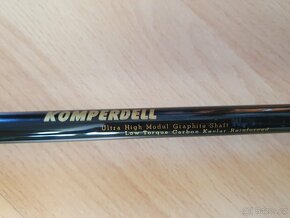 KOMPERDELL
Ultra High Modul Graphite Shaft
Low Torque Carbon Kevlar Reinforced